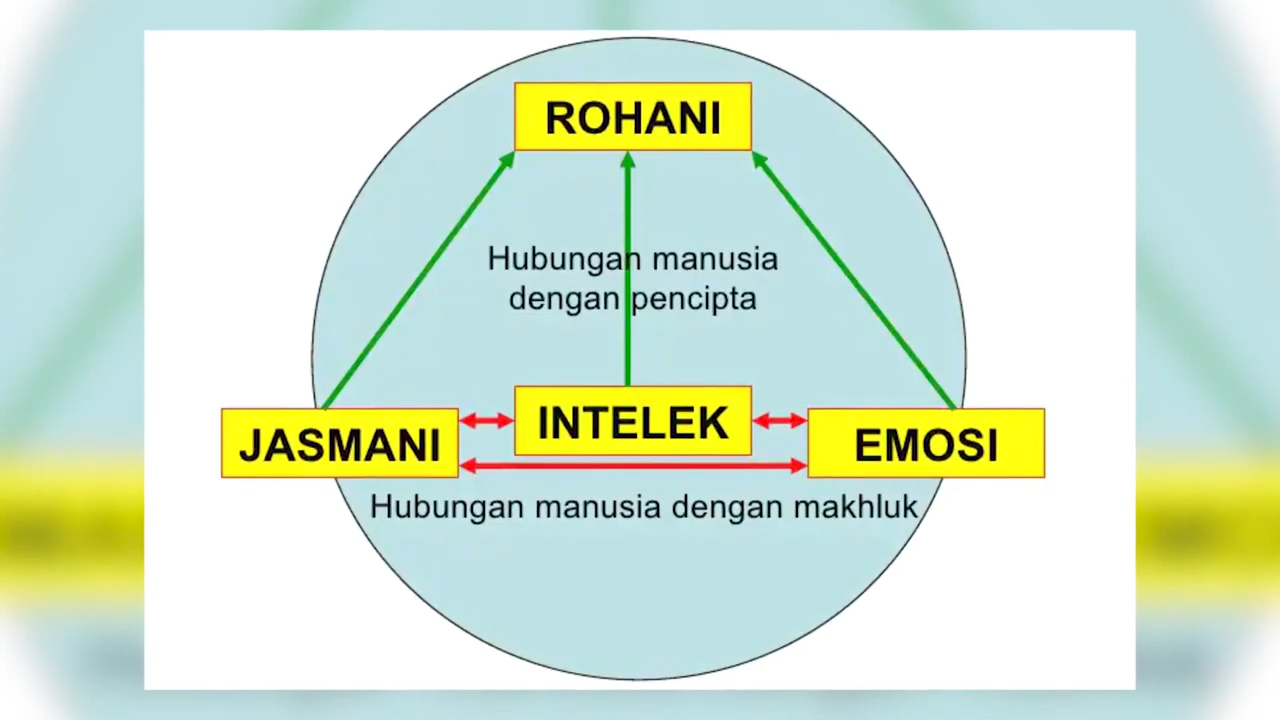 ROHANI
Hubungan manusia
dengan pencipta
JASMANI
INTELEK
EMOSI
Hubungan manusia dengan makhluk